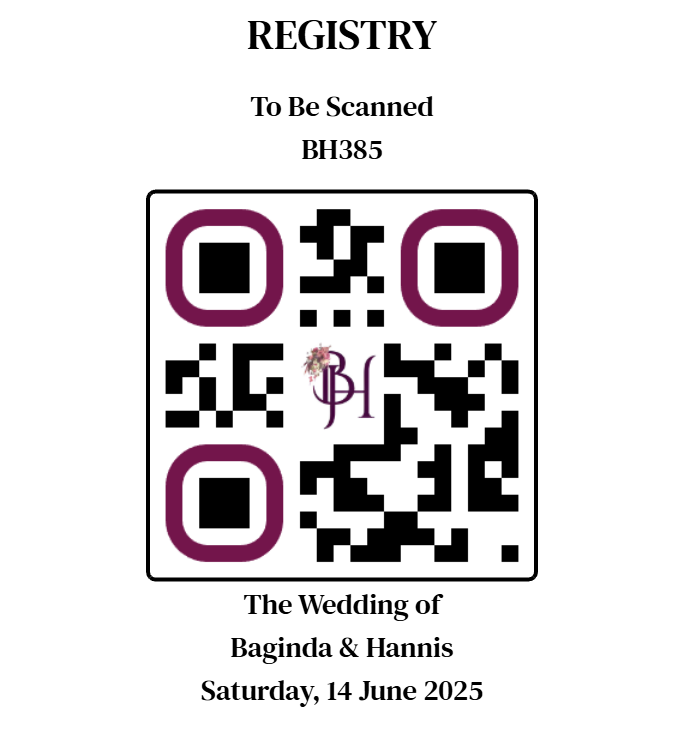 REGISTRY
To Be Scanned
BH385
BH
The Wedding of
Baginda & Hannis
Saturday, 14 June 2025